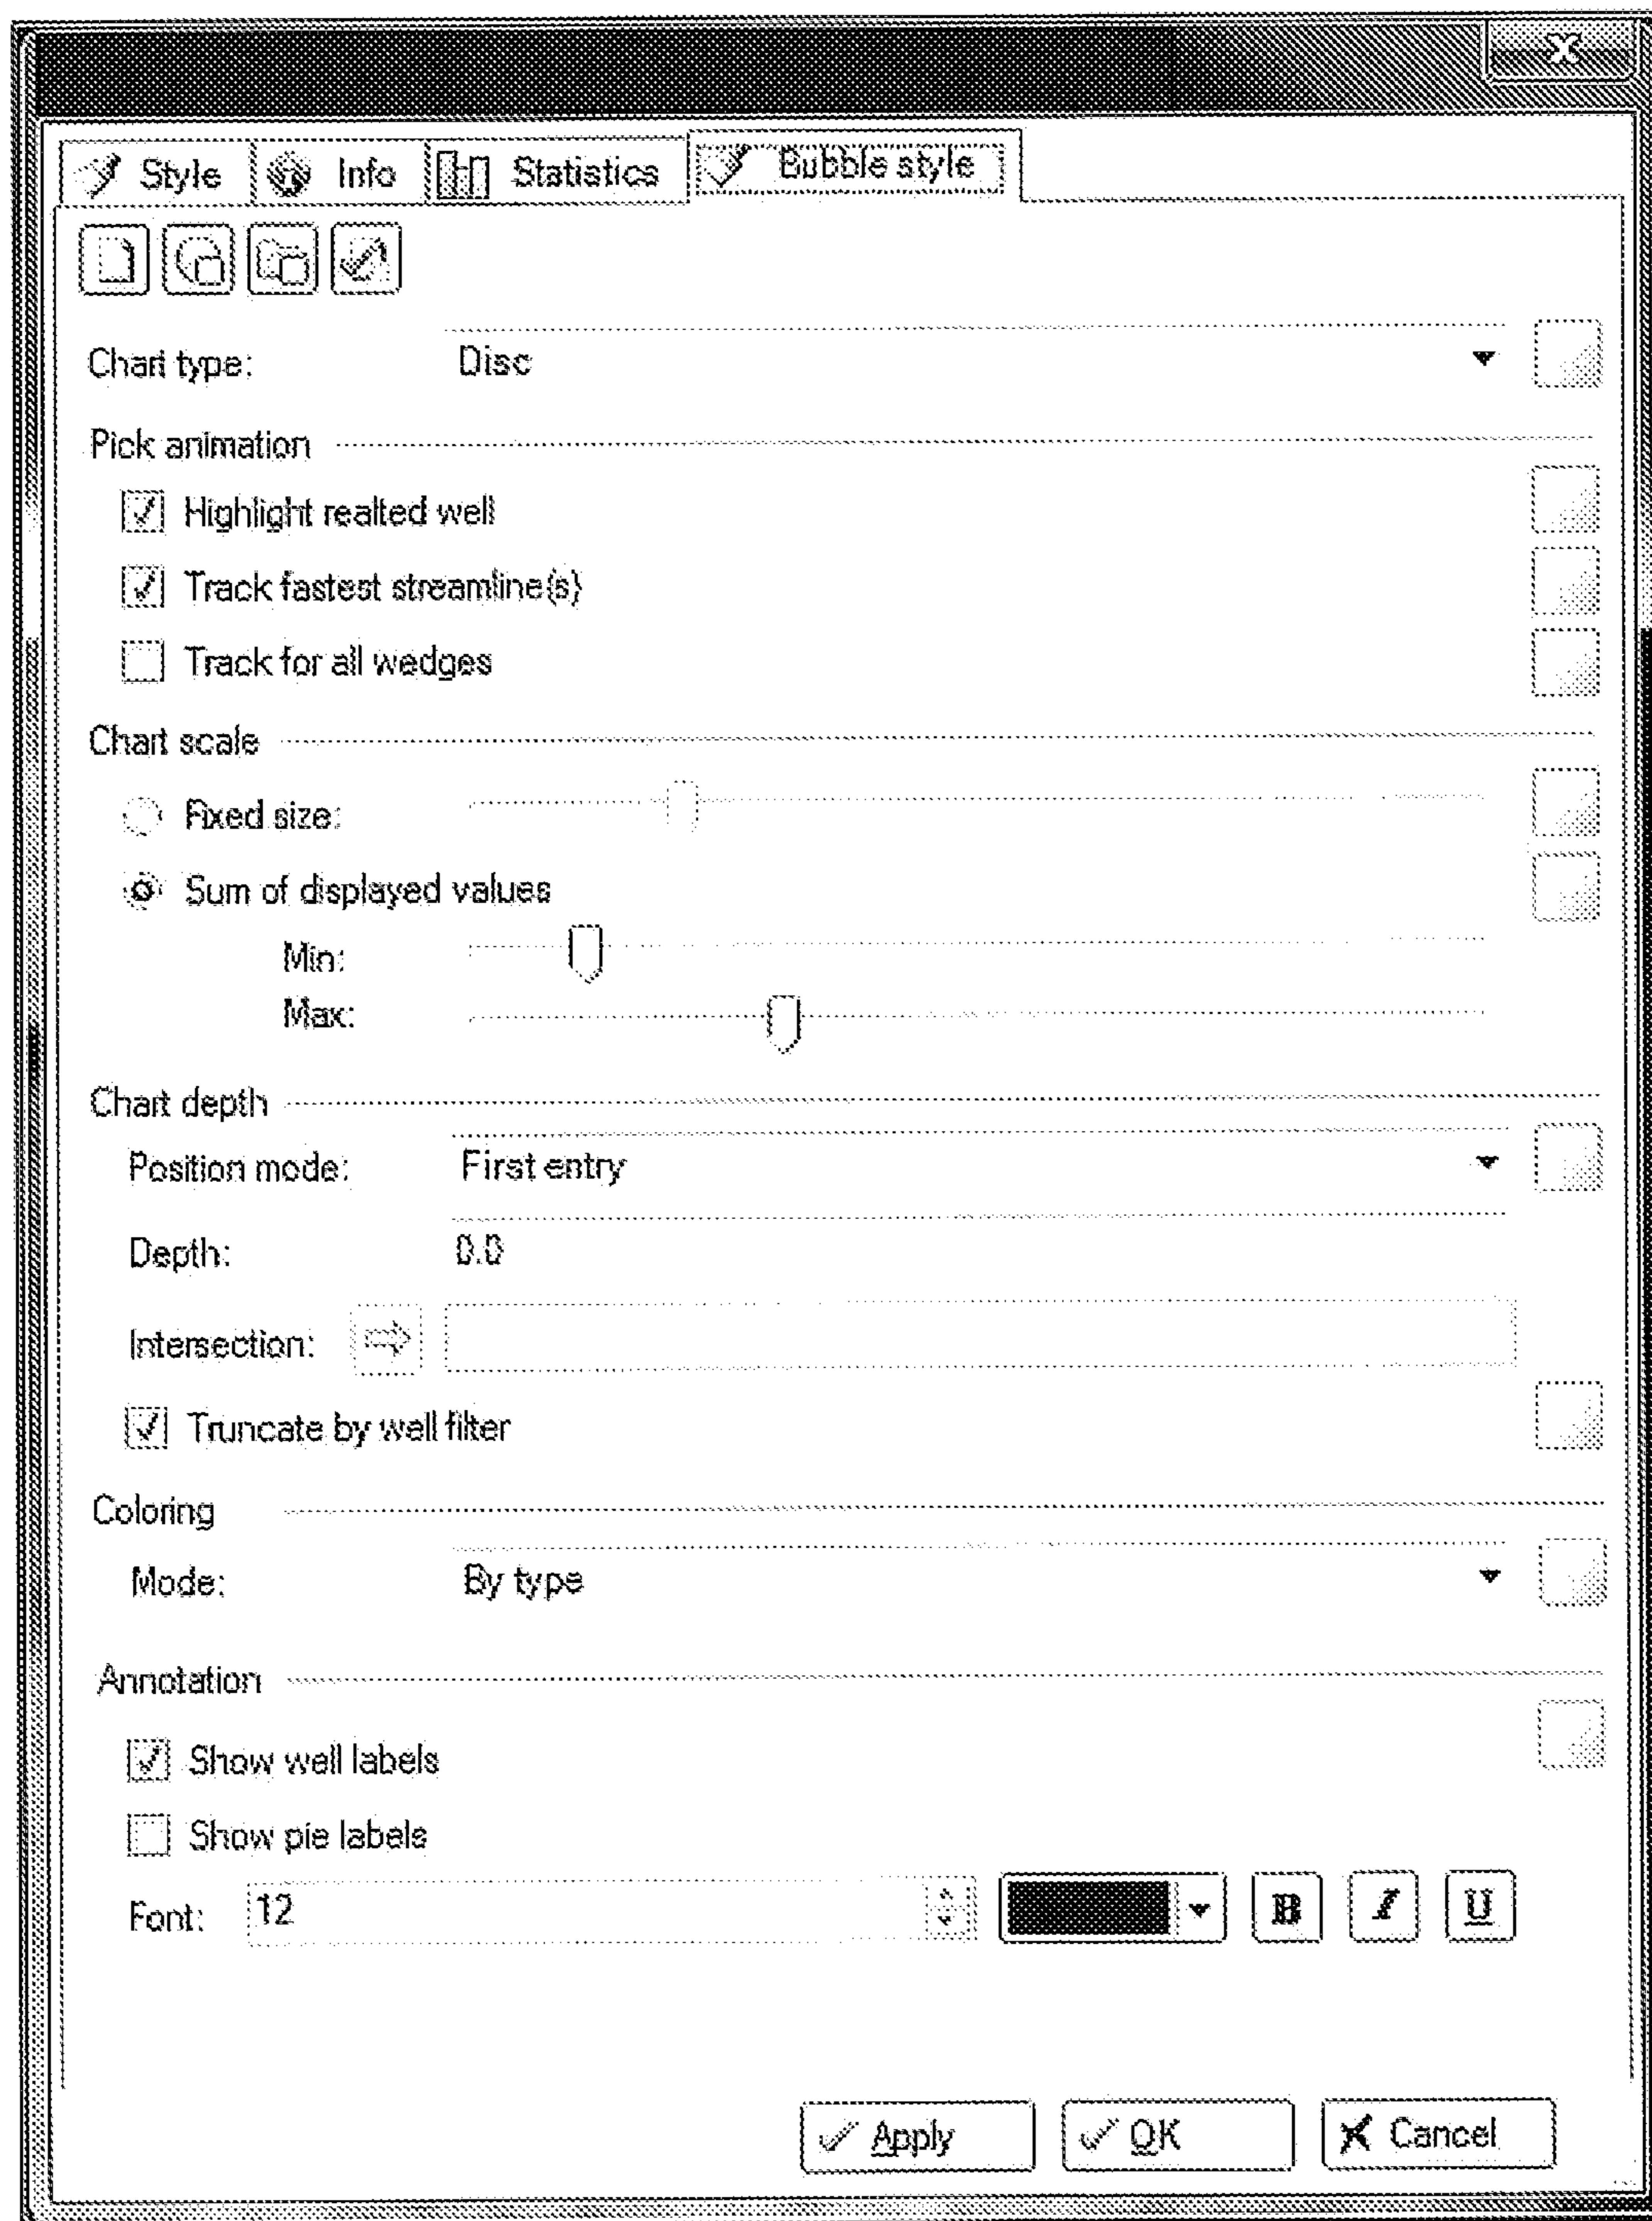 Style Info Statistics Bubble style
Chart type: Disc
Pick animation
Highlight realted well
Track fastest streamline(s)
Track for all wedges
Chart scale
Fixed size:
Sum of displayed values
Min:
Max:
Chart depth
Position mode: First entry
Depth: 0.0
Intersection:
Truncate by well filter
Coloring
Mode: By type
Annotation
Show well labels
Show pie labels
Font: 12 B I U
Apply OK Cancel